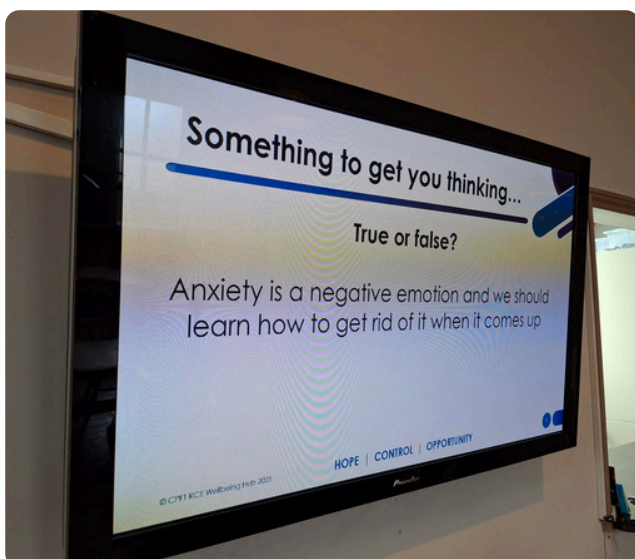 Something to get you thinking...
True or false?
Anxiety is a negative emotion and we should
learn how to get rid of it when it comes up
HOPE | CONTROL | OPPORTUNITY
© CPFT RCE Wellbeing Hub 2023